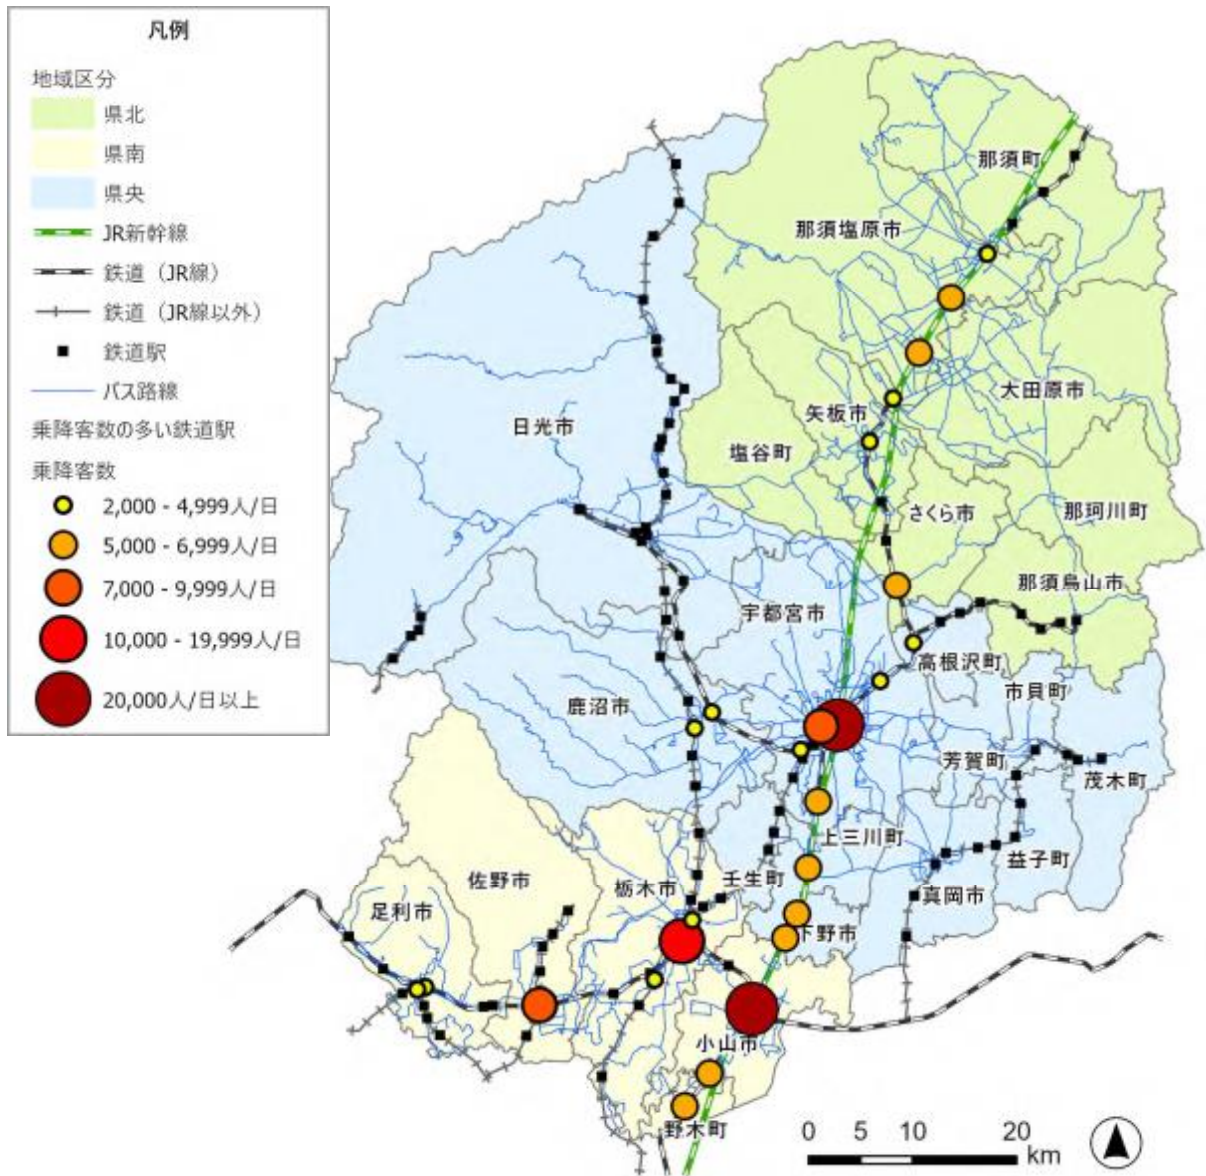 凡例
地域区分
県北
県南
県央
JR新幹線
鉄道（JR線）
鉄道（JR線以外）
鉄道駅
バス路線
乗降客数の多い鉄道駅
乗降客数
2,000 - 4,999人/日
5,000 - 6,999人/日
7,000 - 9,999人/日
10,000 - 19,999人/日
20,000人/日以上
那須町
那須塩原市
大田原市
矢板市
日光市
塩谷町
さくら市
那珂川町
那須烏山市
宇都宮市
高根沢町
市貝町
鹿沼市
芳賀町
茂木町
上三川町
益子町
佐野市
栃木市
壬生町
真岡市
足利市
下野市
小山市
野木町
0 5 10 20
km